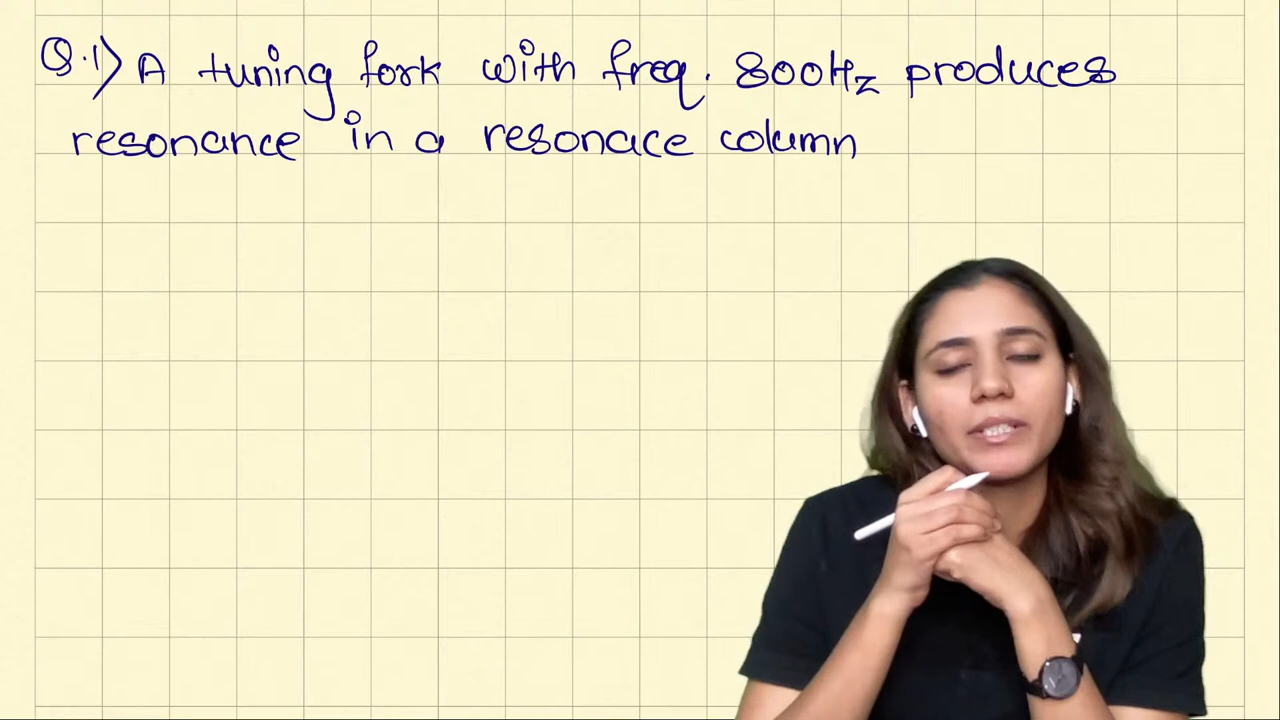 Q.1) A tuning fork with freq. 800Hz produces
resonance in a resonace column